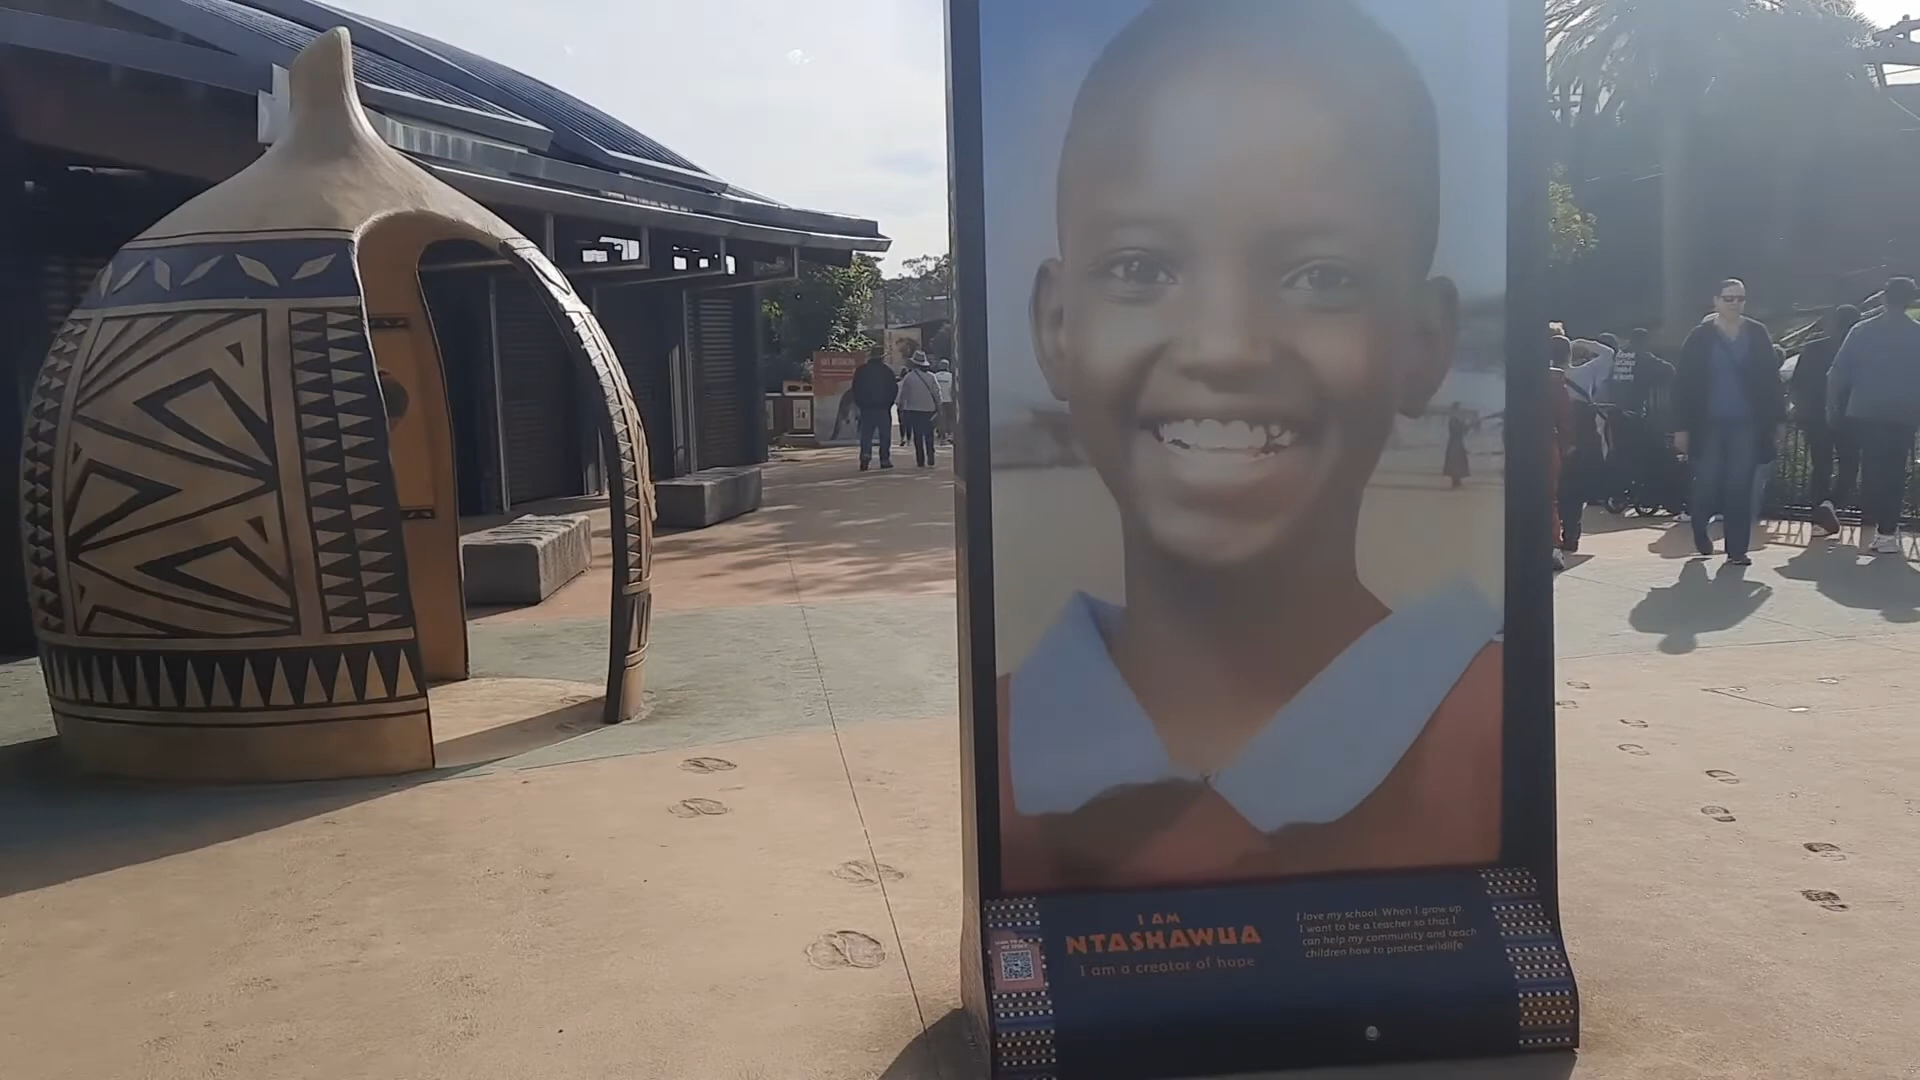 I AM
NTASHAWUA
I am a creator of hope
I love my school. When I grow up,
I want to be a teacher so that I
can help my community and teach
children how to protect wildlife